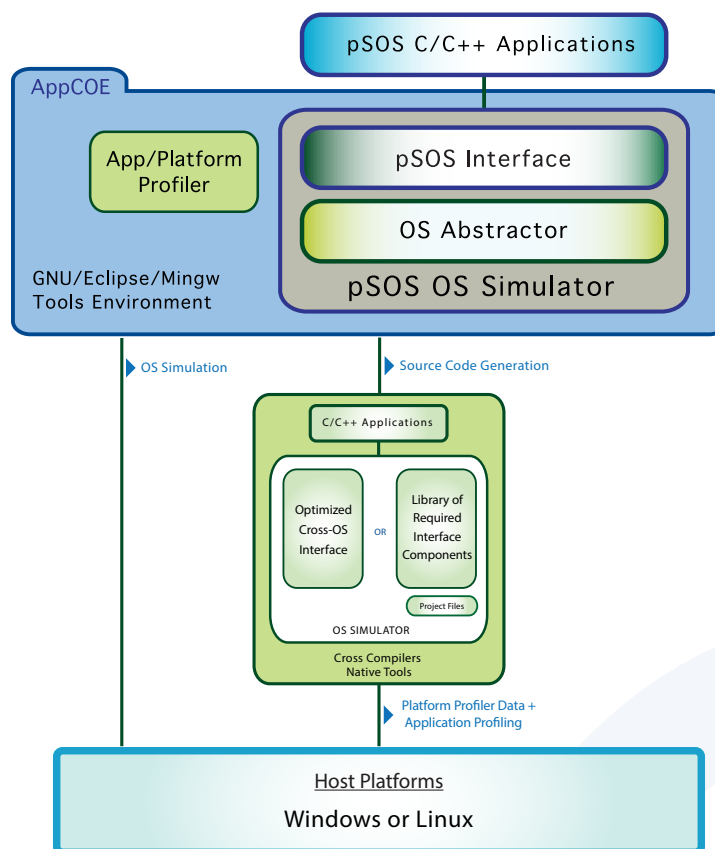 pSOS C/C++ Applications
AppCOE
App/Platform
Profiler
pSOS Interface
OS Abstractor
pSOS OS Simulator
GNU/Eclipse/Mingw
Tools Environment
OS Simulation
Source Code Generation
C/C++ Applications
Optimized
Cross-OS
Interface
OR
Library of
Required
Interface
Components
Project Files
OS SIMULATOR
Cross Compilers
Native Tools
Platform Profiler Data +
Application Profiling
Host Platforms
Windows or Linux